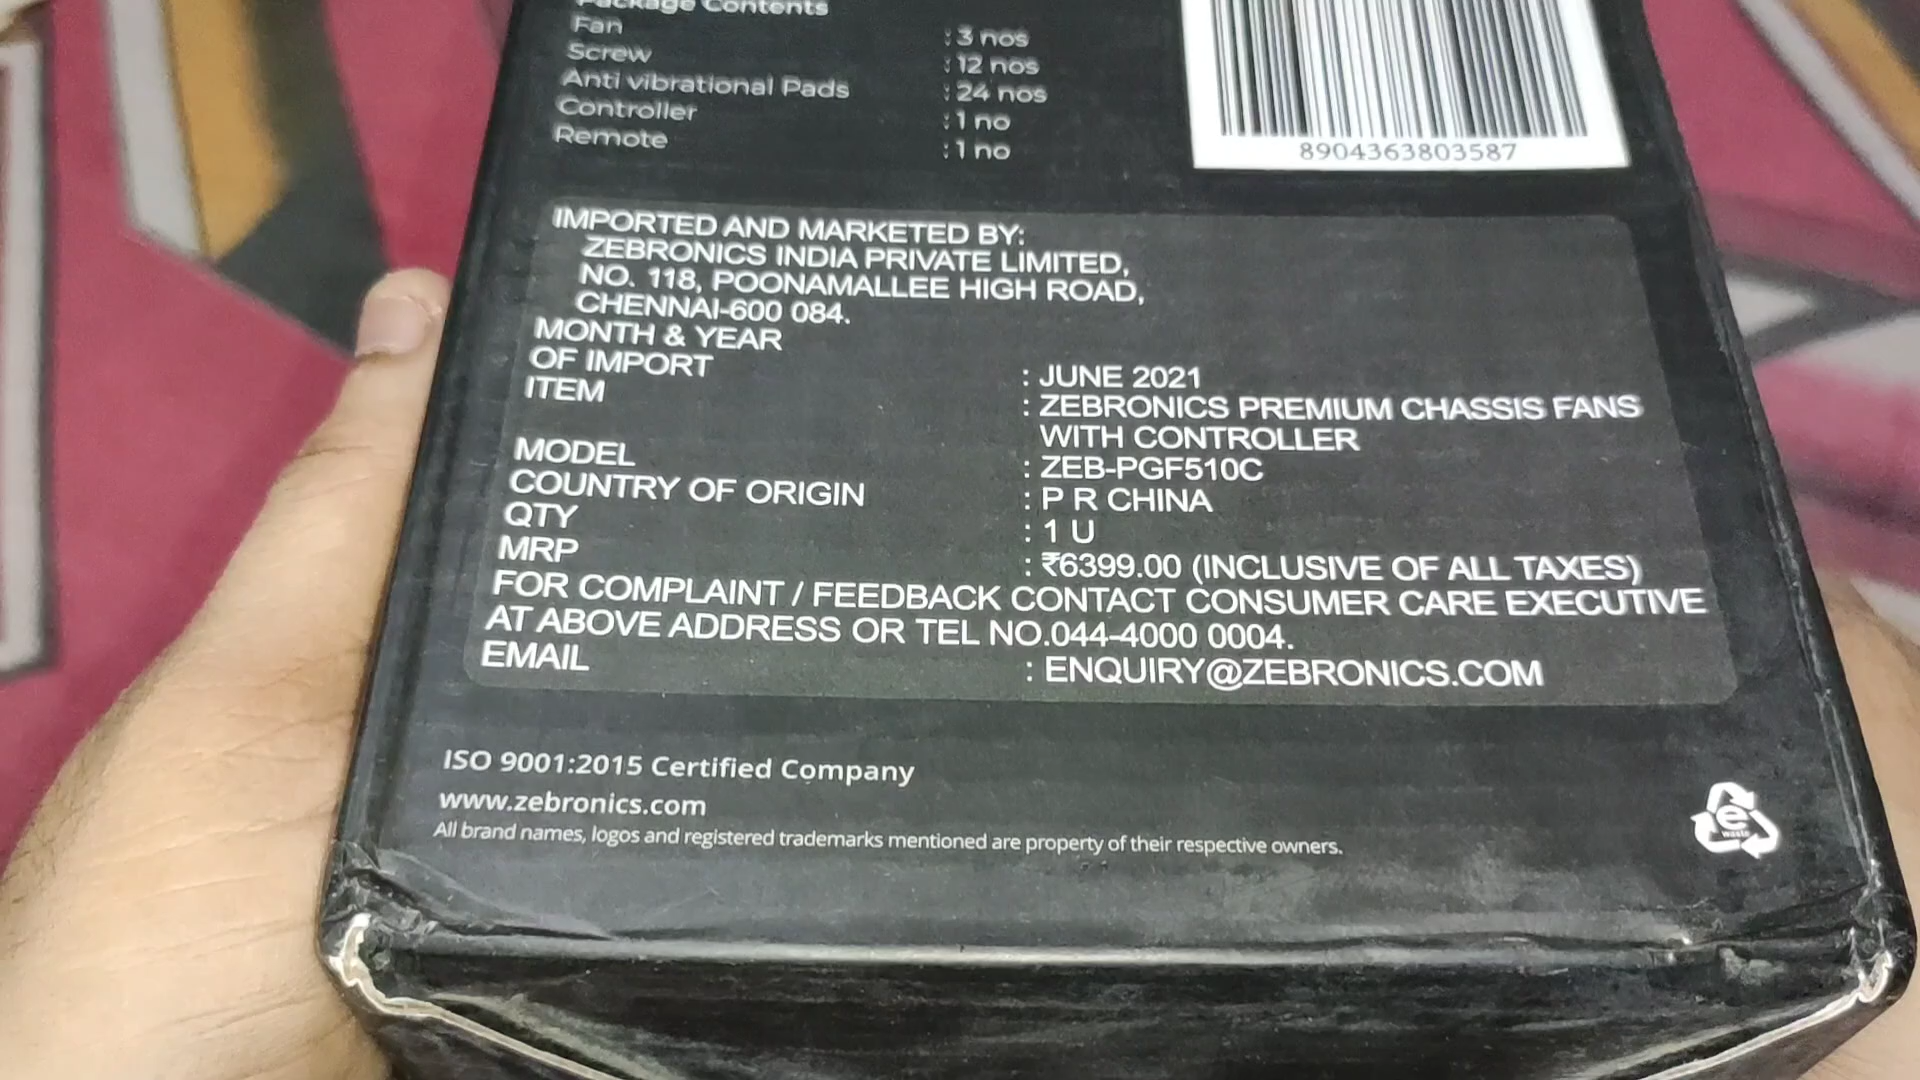 Package Contents
Fan : 3 nos
Screw : 12 nos
Anti vibrational Pads : 24 nos
Controller : 1 no
Remote : 1 no
8904363803587
IMPORTED AND MARKETED BY:
ZEBRONICS INDIA PRIVATE LIMITED,
NO. 118, POONAMALLEE HIGH ROAD,
CHENNAI-600 084.
MONTH & YEAR
OF IMPORT : JUNE 2021
ITEM : ZEBRONICS PREMIUM CHASSIS FANS
WITH CONTROLLER
MODEL : ZEB-PGF510C
COUNTRY OF ORIGIN : P R CHINA
QTY : 1 U
MRP : ₹6399.00 (INCLUSIVE OF ALL TAXES)
FOR COMPLAINT / FEEDBACK CONTACT CONSUMER CARE EXECUTIVE
AT ABOVE ADDRESS OR TEL NO.044-4000 0004.
EMAIL : ENQUIRY@ZEBRONICS.COM
ISO 9001:2015 Certified Company
www.zebronics.com
All brand names, logos and registered trademarks mentioned are property of their respective owners.
e
waste